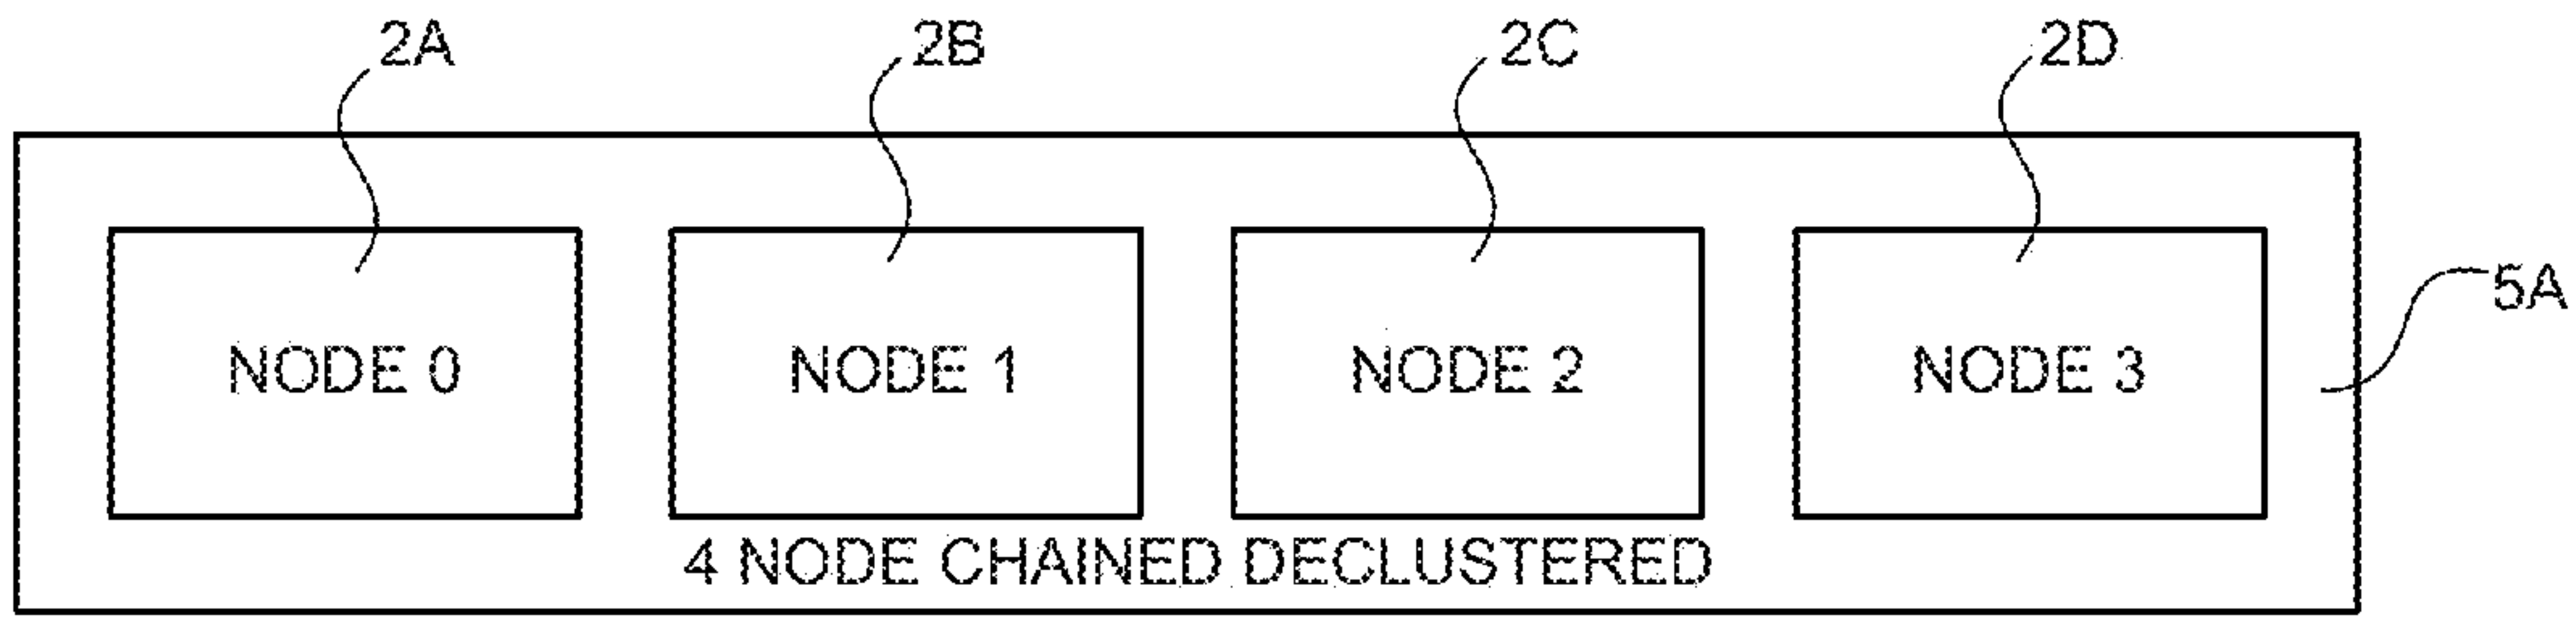 2A 2B 2C 2D
5A
NODE 0 NODE 1 NODE 2 NODE 3
4 NODE CHAINED DECLUSTERED